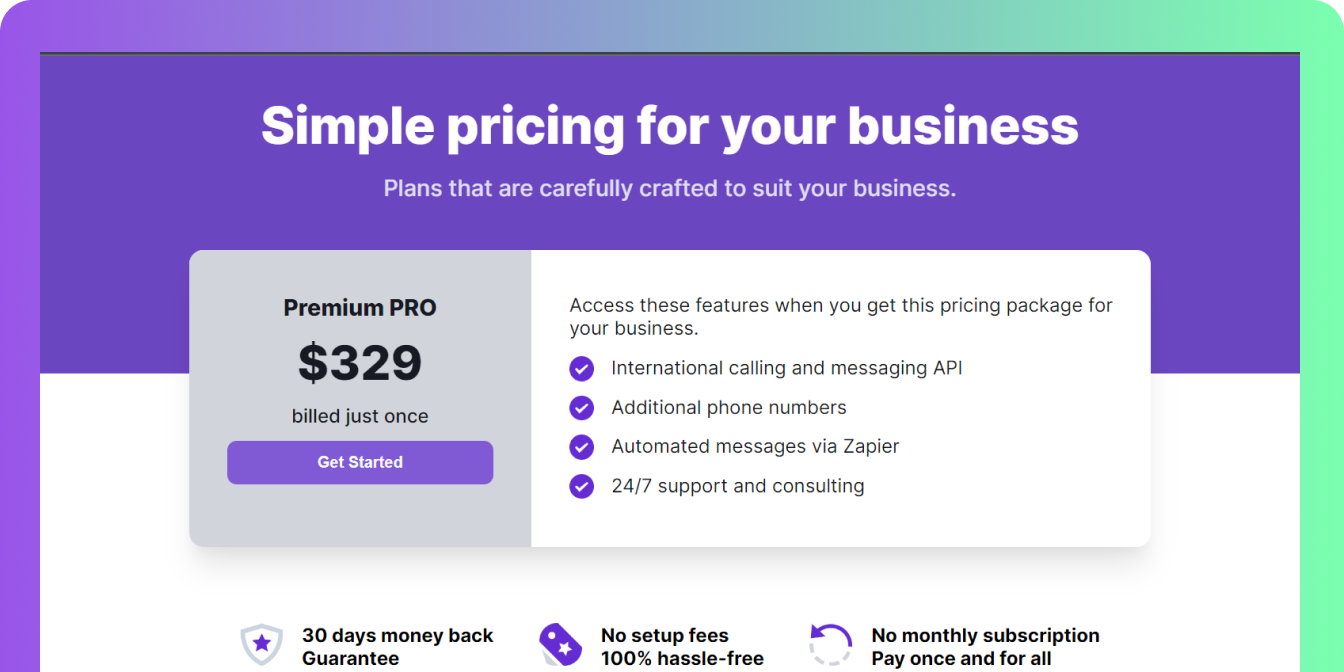 Simple pricing for your business
Plans that are carefully crafted to suit your business.
Premium PRO
$329
billed just once
Get Started
Access these features when you get this pricing package for
your business.
International calling and messaging API
Additional phone numbers
Automated messages via Zapier
24/7 support and consulting
30 days money back
Guarantee
No setup fees
100% hassle-free
No monthly subscription
Pay once and for all